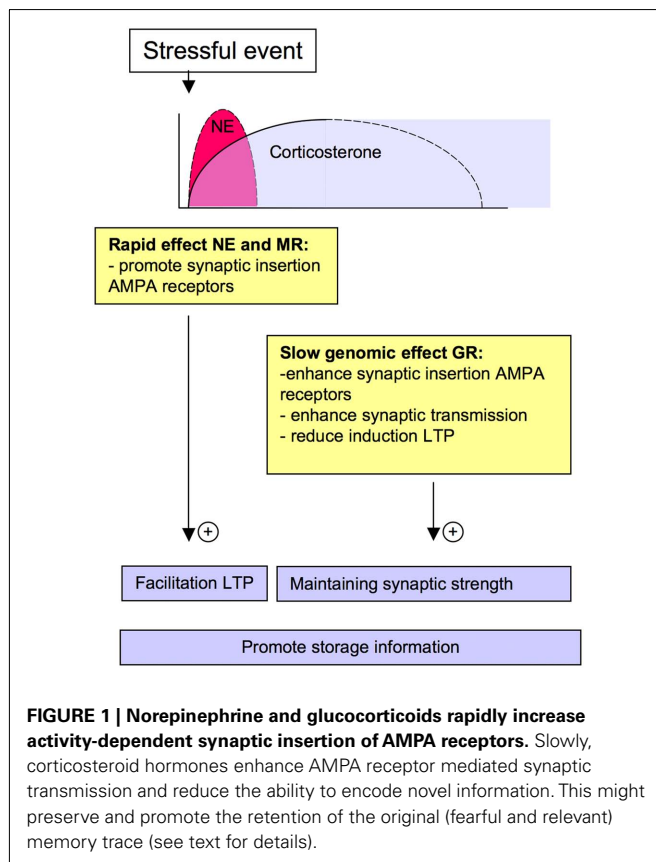 Stressful event
NE
Corticosterone
Rapid effect NE and MR:
- promote synaptic insertion
AMPA receptors
Slow genomic effect GR:
-enhance synaptic insertion AMPA
receptors
- enhance synaptic transmission
- reduce induction LTP
+
+
Facilitation LTP
Maintaining synaptic strength
Promote storage information
FIGURE 1 | Norepinephrine and glucocorticoids rapidly increase
activity-dependent synaptic insertion of AMPA receptors. Slowly,
corticosteroid hormones enhance AMPA receptor mediated synaptic
transmission and reduce the ability to encode novel information. This might
preserve and promote the retention of the original (fearful and relevant)
memory trace (see text for details).